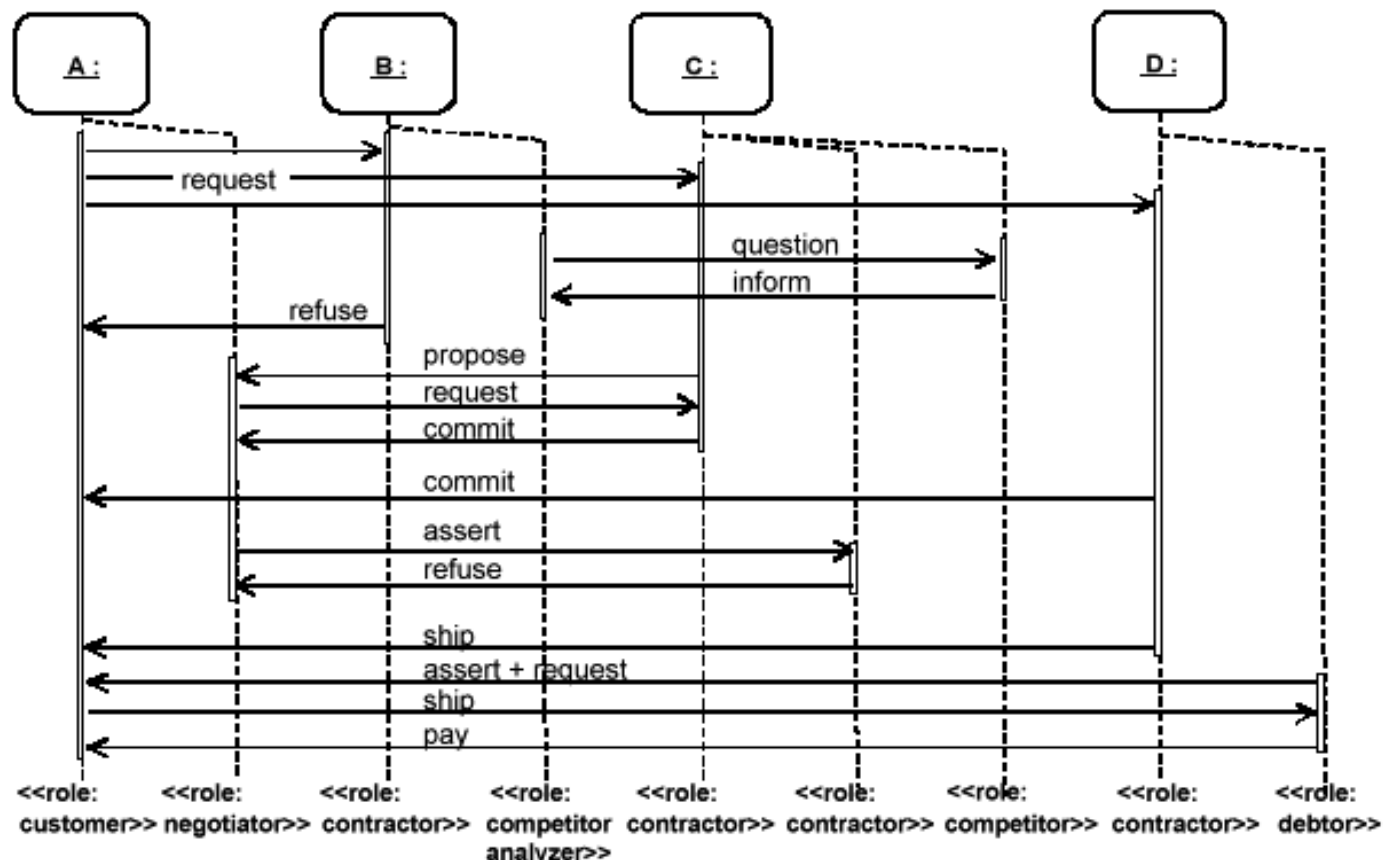 A :
B :
C :
D :
request
question
inform
refuse
propose
request
commit
commit
assert
refuse
ship
assert + request
ship
pay
<<role: <<role: <<role: <<role: <<role: <<role: <<role: <<role: <<role:
customer>> negotiator>> contractor>> competitor contractor>> contractor>> competitor>> contractor>> debtor>>
analyzer>>